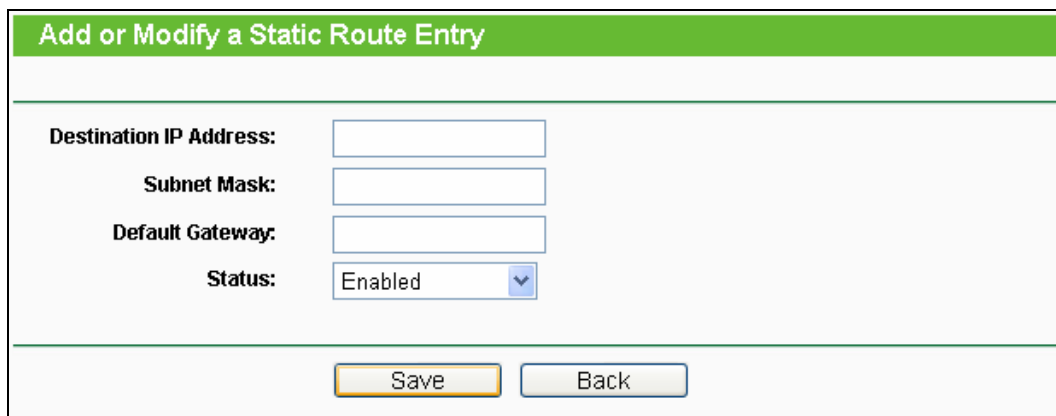 Add or Modify a Static Route Entry
Destination IP Address:
Subnet Mask:
Default Gateway:
Status: Enabled
Save Back